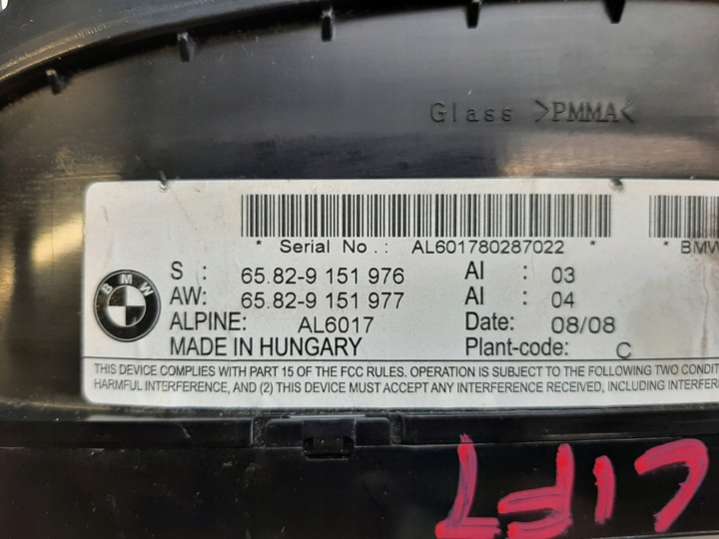 Glass >PMMA<
* Serial No.: AL601780287022 * * BMW
BMW
S : 65.82-9 151 976 AI : 03
AW: 65.82-9 151 977 AI : 04
ALPINE: AL6017 Date: 08/08
MADE IN HUNGARY Plant-code: C
THIS DEVICE COMPLIES WITH PART 15 OF THE FCC RULES. OPERATION IS SUBJECT TO THE FOLLOWING TWO CONDIT
HARMFUL INTERFERENCE, AND (2) THIS DEVICE MUST ACCEPT ANY INTERFERENCE RECEIVED, INCLUDING INTERFER